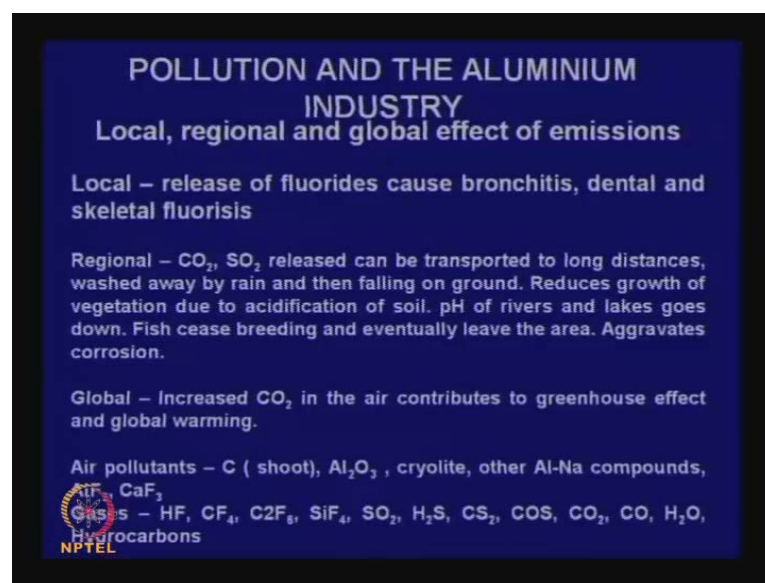 POLLUTION AND THE ALUMINIUM
INDUSTRY
Local, regional and global effect of emissions
Local – release of fluorides cause bronchitis, dental and
skeletal fluorisis
Regional – CO₂, SO₂ released can be transported to long distances,
washed away by rain and then falling on ground. Reduces growth of
vegetation due to acidification of soil. pH of rivers and lakes goes
down. Fish cease breeding and eventually leave the area. Aggravates
corrosion.
Global – Increased CO₂ in the air contributes to greenhouse effect
and global warming.
Air pollutants – C ( shoot), Al₂O₃ , cryolite, other Al-Na compounds,
CaF₃
Gases – HF, CF₄, C2F₆, SiF₄, SO₂, H₂S, CS₂, COS, CO₂, CO, H₂O,
Hydrocarbons
NPTEL